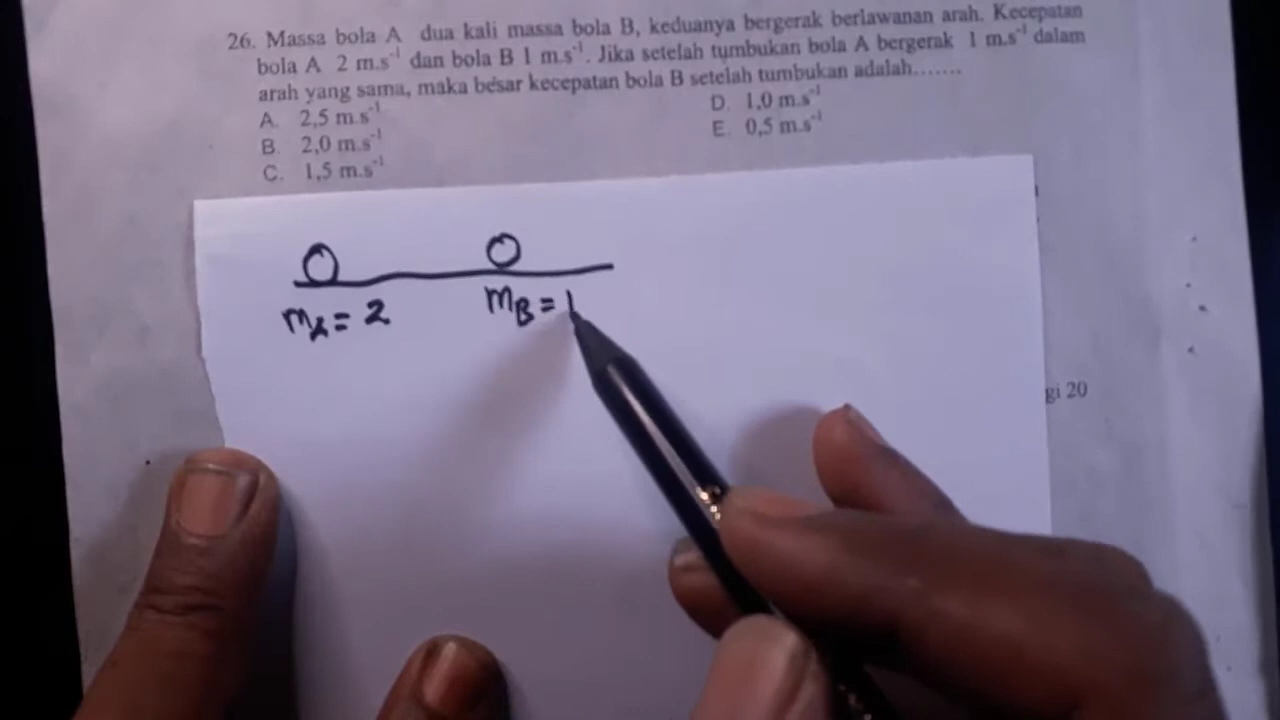 26. Massa bola A dua kali massa bola B, keduanya bergerak berlawanan arah. Kecepatan
bola A 2 m.s⁻¹ dan bola B 1 m.s⁻¹. Jika setelah tumbukan bola A bergerak 1 m.s⁻¹ dalam
arah yang sama, maka besar kecepatan bola B setelah tumbukan adalah.......
A. 2,5 m.s⁻¹
B. 2,0 m.s⁻¹
C. 1,5 m.s⁻¹
D. 1,0 m.s⁻¹
E. 0,5 m.s⁻¹
mA = 2
mB = 1
gi 20